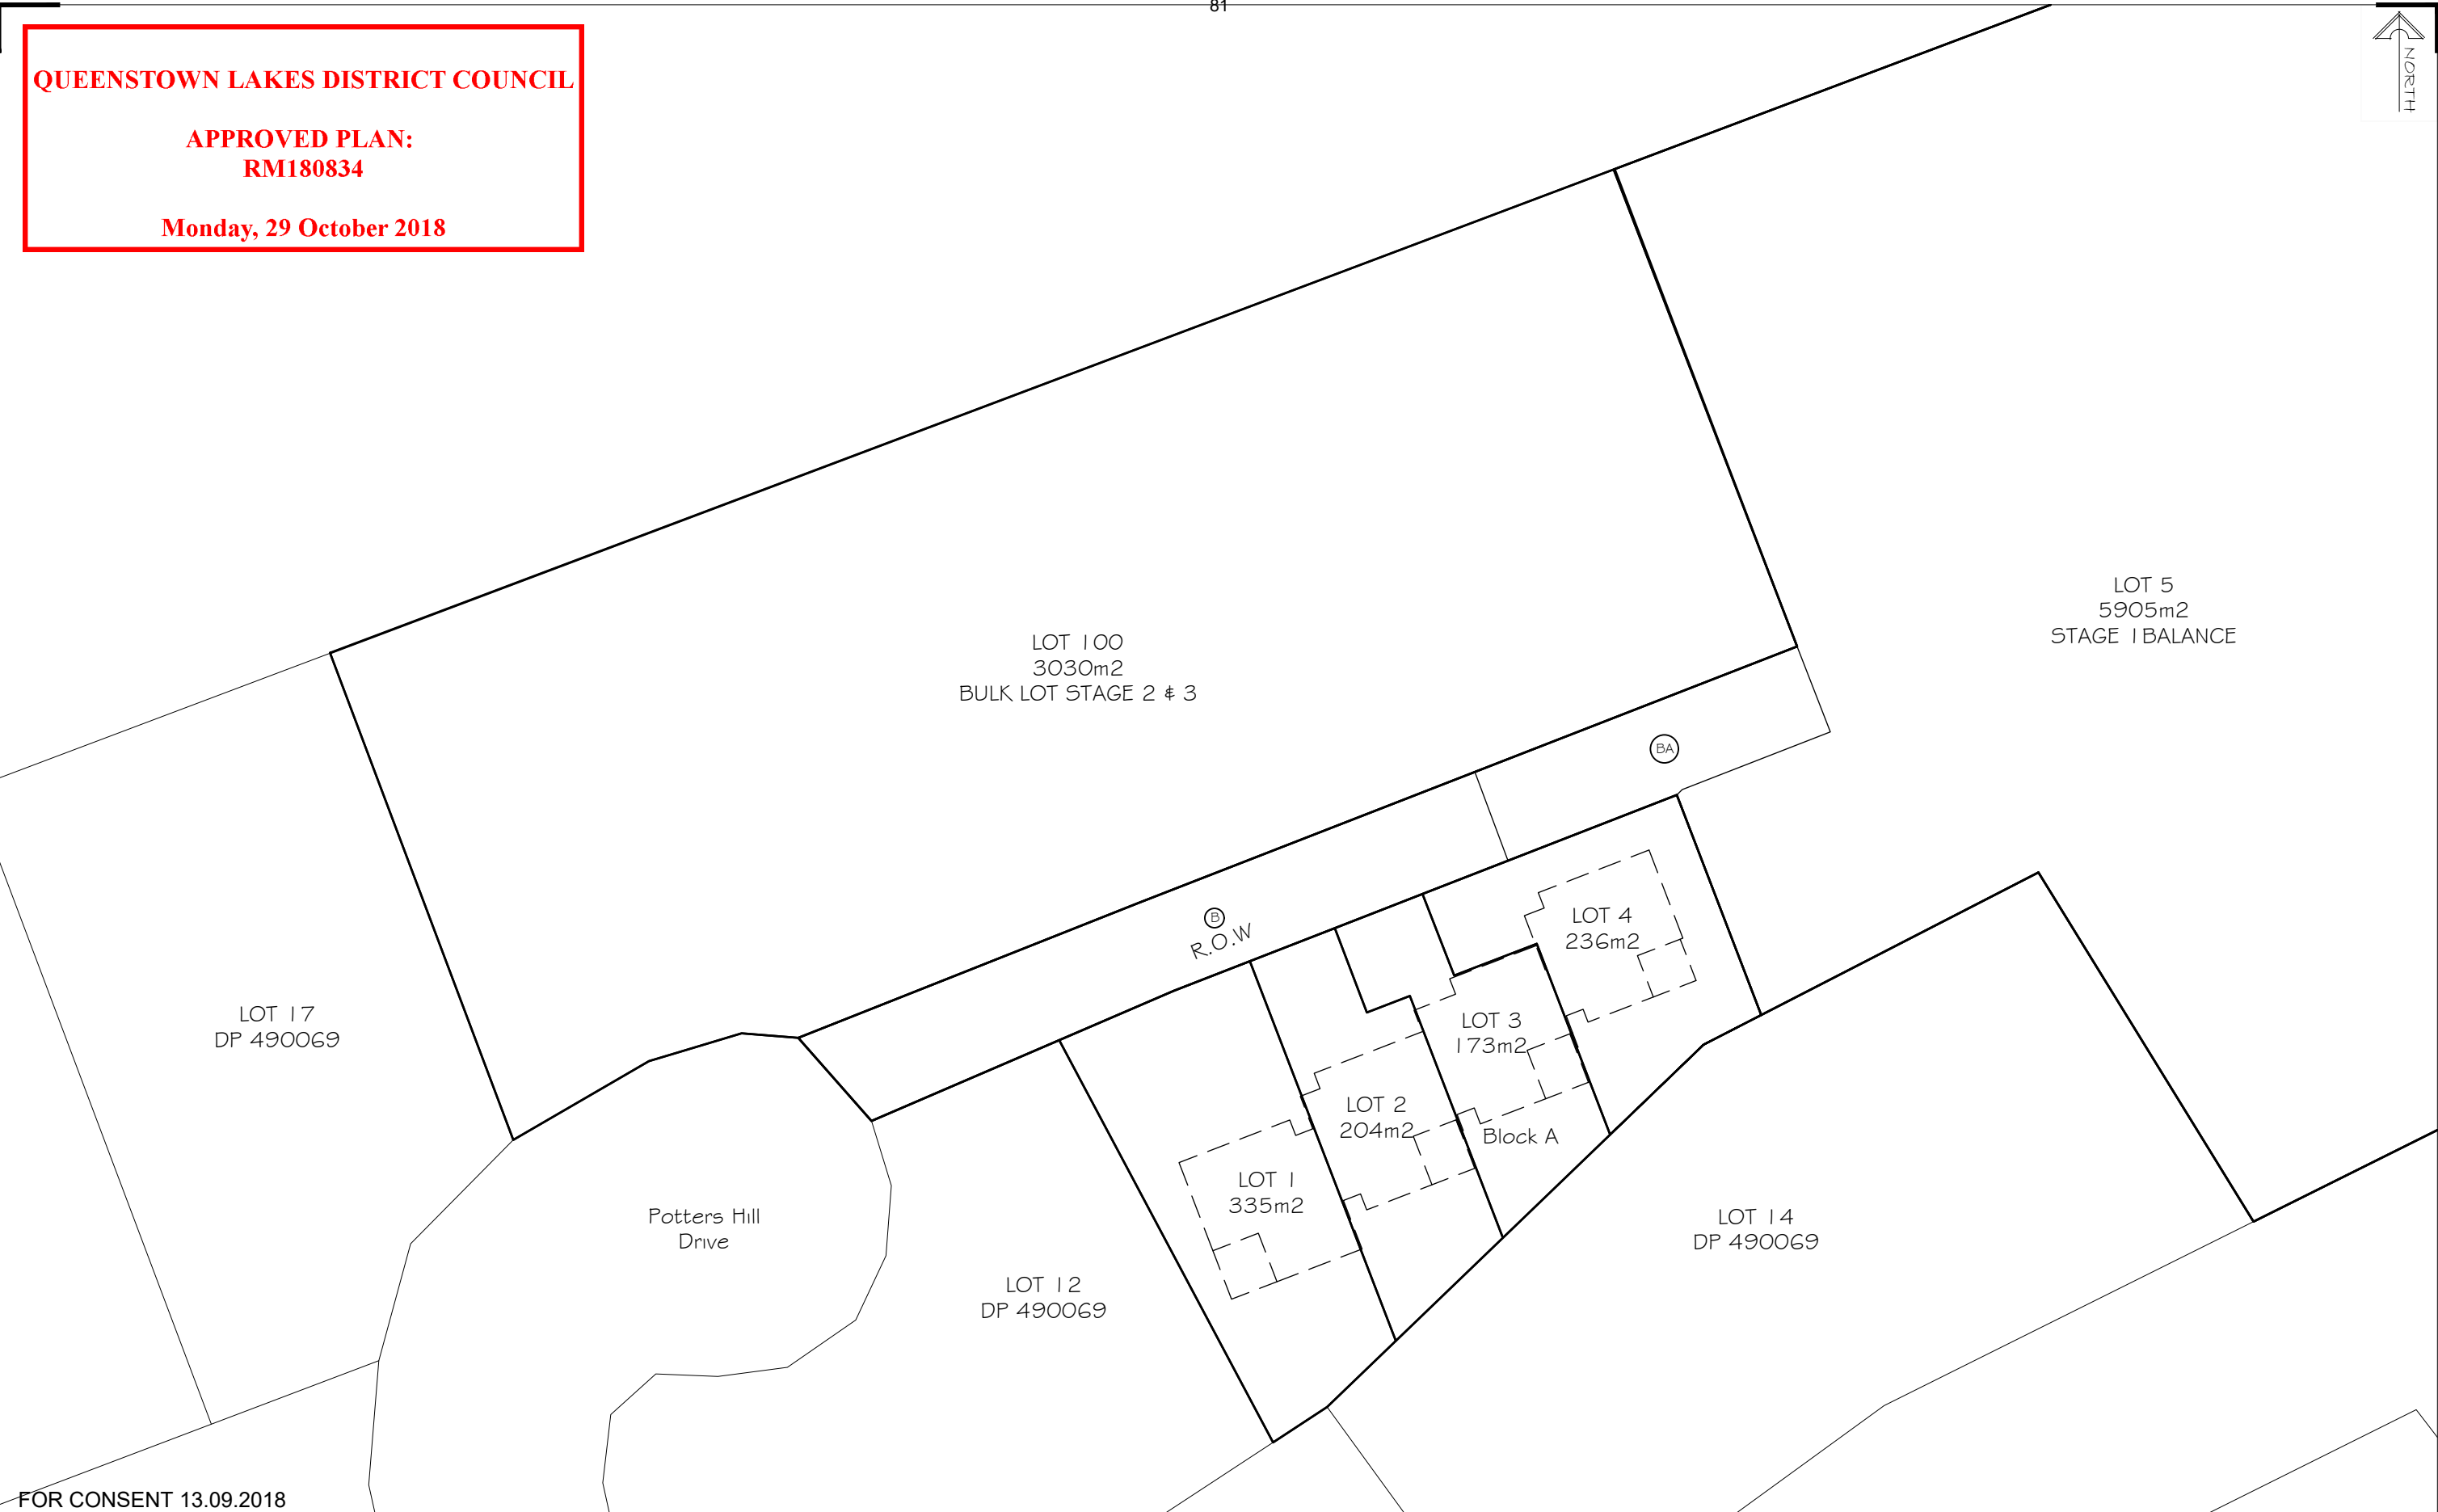 81
QUEENSTOWN LAKES DISTRICT COUNCIL
APPROVED PLAN:
RM180834
Monday, 29 October 2018
NORTH
LOT 5
5905m2
STAGE 1 BALANCE
LOT 100
3030m2
BULK LOT STAGE 2 & 3
BA
B
R.O.W
LOT 4
236m2
LOT 17
DP 490069
LOT 3
173m2
LOT 2
204m2
Block A
LOT 1
335m2
Potters Hill
Drive
LOT 14
DP 490069
LOT 12
DP 490069
FOR CONSENT 13.09.2018